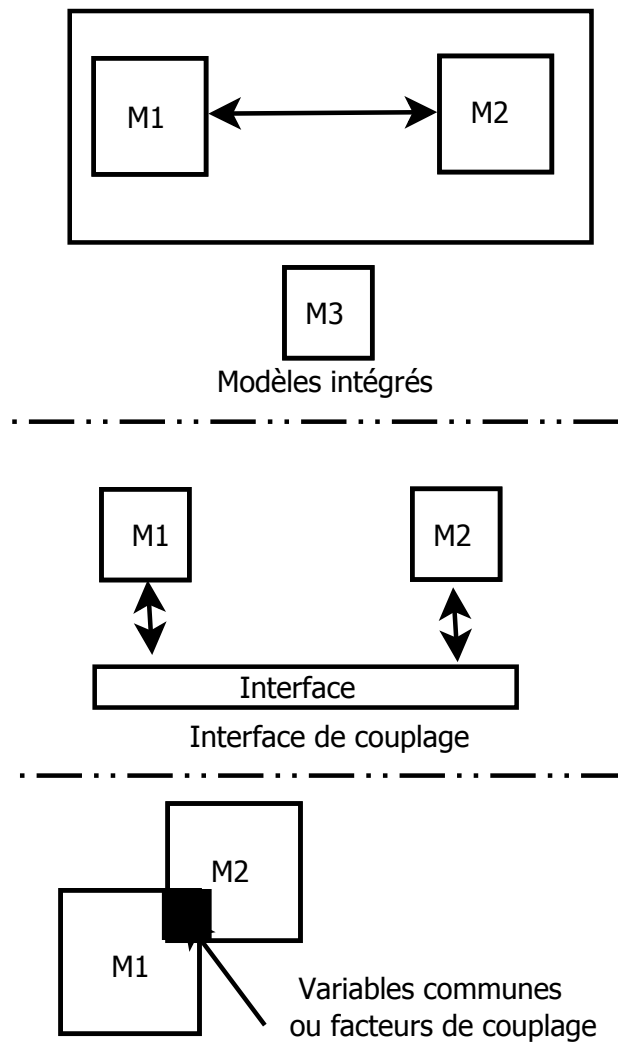 M1
M2
M3
Modèles intégrés
M1
M2
Interface
Interface de couplage
M2
M1
Variables communes
ou facteurs de couplage